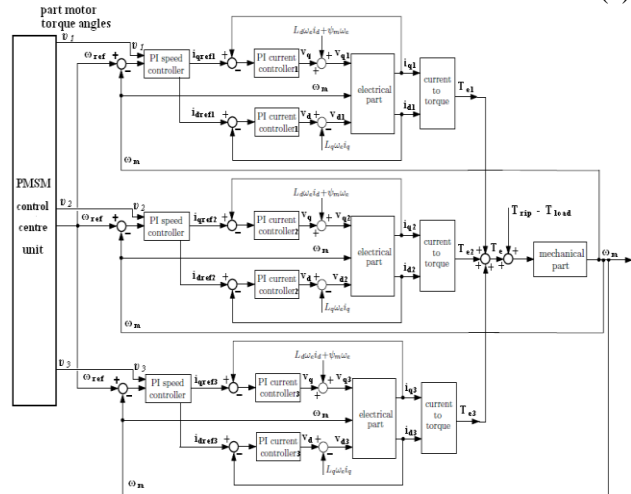 part motor
torque angles
υ1
ωref + −
PI speed
controller
iqref1 + −
PI current
controller1
vq
Ldωeid+ψmωe
+ +
vq1
electrical
part
iq1
current
to
torque
Te1
idref1 + −
PI current
controller1
vd
+ −
vd1
id1
Lqωeiq
ωm
ωm
PMSM
control
centre
unit
υ2
ωref + −
υ2
PI speed
controller
iqref2 + −
PI current
controller2
vq
Ldωeid+ψmωe
+ +
vq2
electrical
part
iq2
current
to
torque
Te2 + + +
Te
+ +
Trip - Tload
mechanical
part
ωm
idref2 + −
PI current
controller2
vd
+ −
vd2
id2
Lqωeiq
ωm
ωm
υ3
ωref + −
υ3
PI speed
controller
iqref3 + −
PI current
controller3
vq
Ldωeid+ψmωe
+ +
vq3
electrical
part
iq3
current
to
torque
Te3
idref3 + −
PI current
controller3
vd
+ −
vd3
id3
Lqωeiq
ωm
ωm